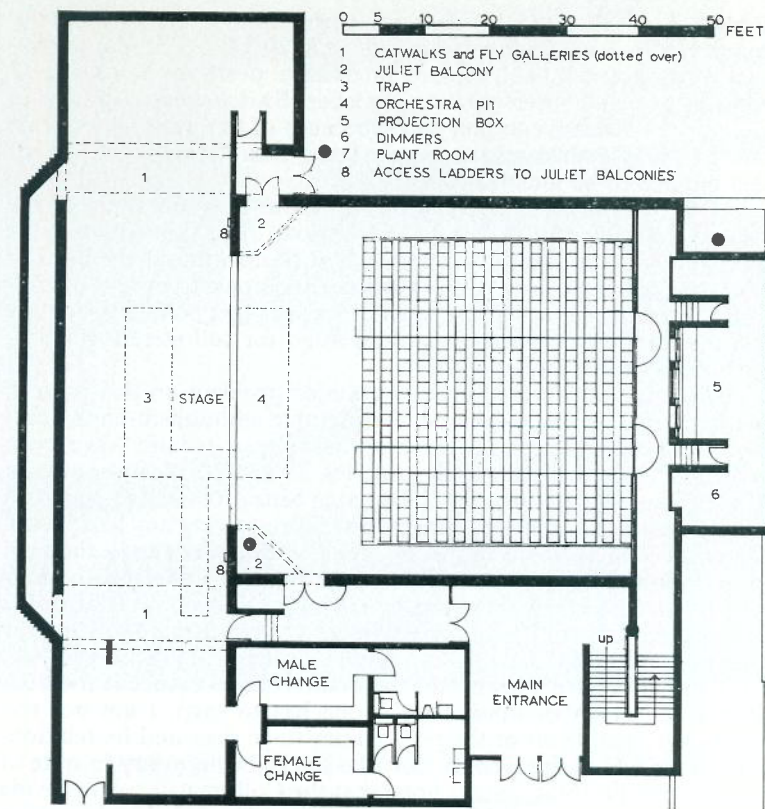 0 5 10 20 30 40 50 FEET
1 CATWALKS and FLY GALLERIES (dotted over)
2 JULIET BALCONY
3 TRAP
4 ORCHESTRA PIT
5 PROJECTION BOX
6 DIMMERS
7 PLANT ROOM
8 ACCESS LADDERS TO JULIET BALCONIES
1
8
2
3
STAGE
4
5
6
8
2
1
up
MALE
CHANGE
MAIN
ENTRANCE
FEMALE
CHANGE